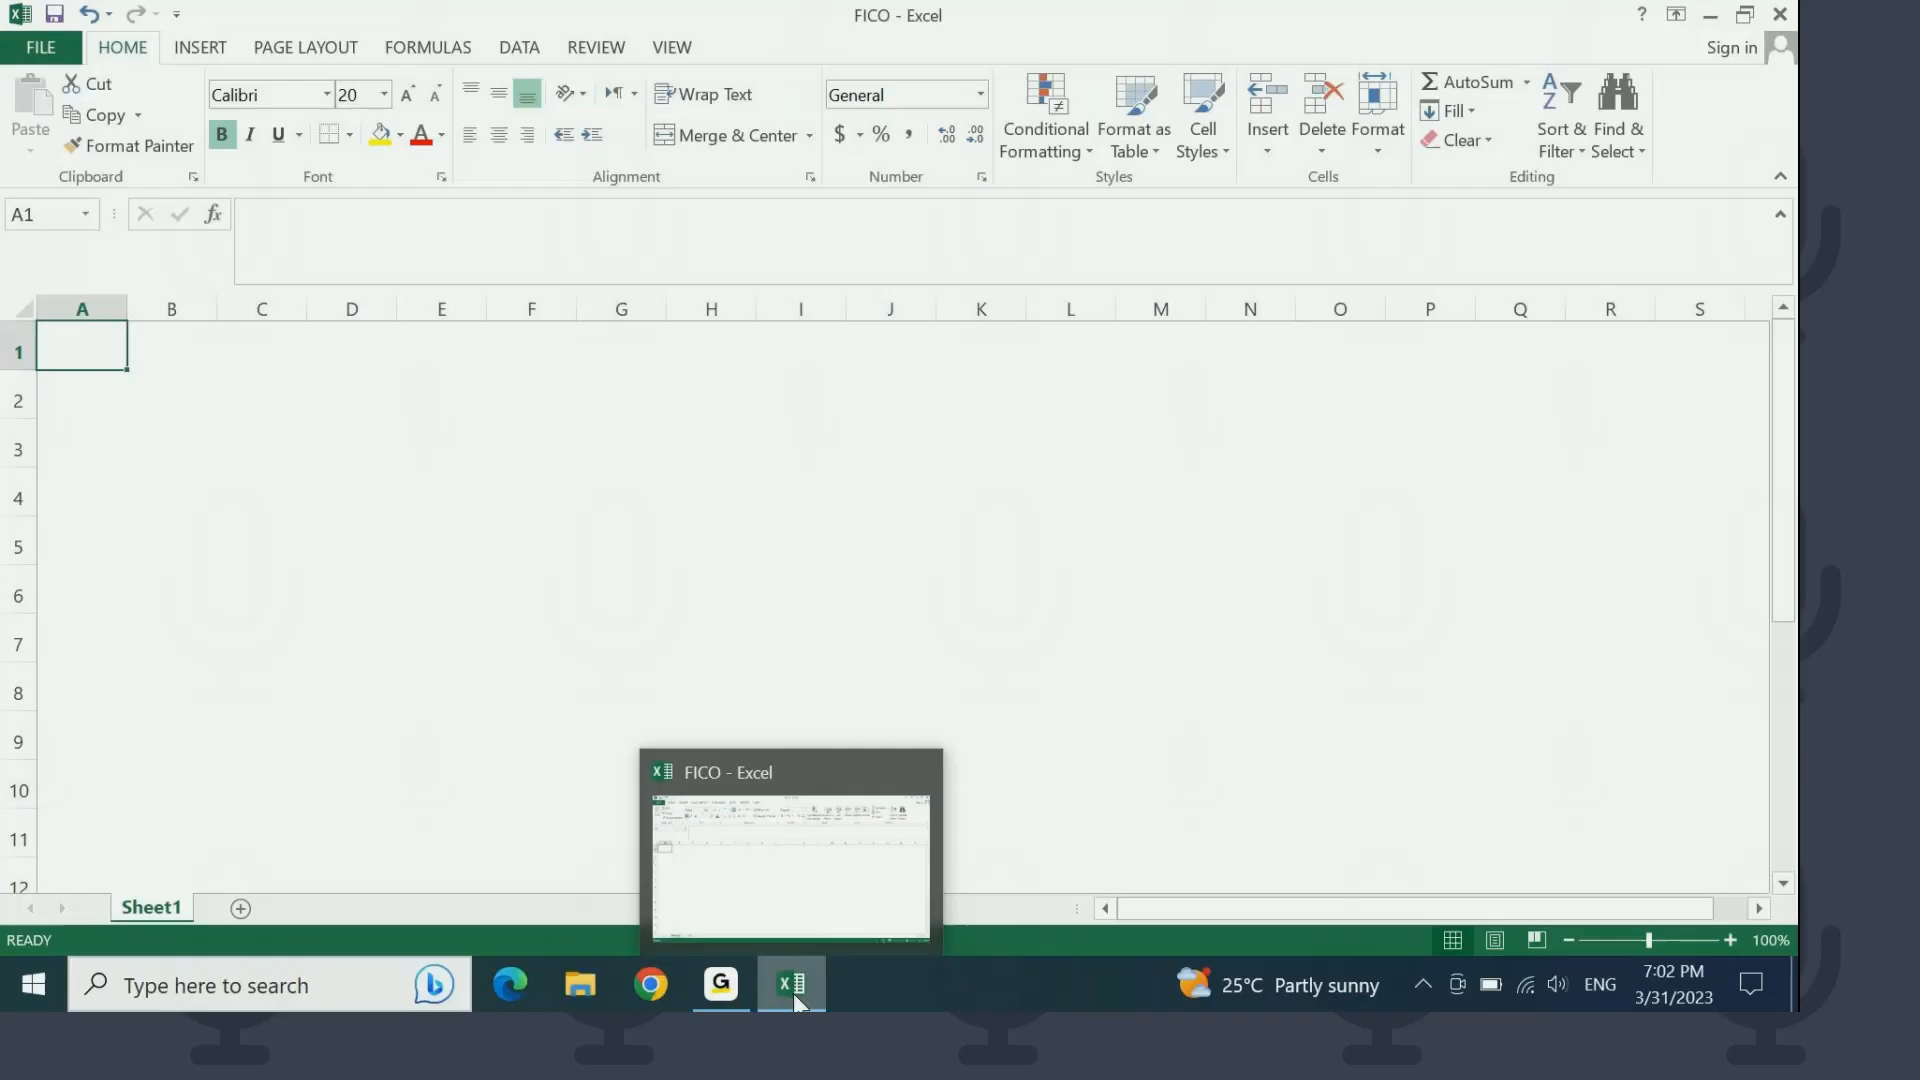 FICO - Excel
?
FILE HOME INSERT PAGE LAYOUT FORMULAS DATA REVIEW VIEW
Sign in
Paste
Cut
Copy
Format Painter
Clipboard
Calibri 20
B I U
Font
Wrap Text
Merge & Center
Alignment
General
$ % ,
Number
Conditional Formatting
Format as Table
Cell Styles
Styles
Insert Delete Format
Cells
AutoSum
Fill
Clear
Sort & Filter
Find & Select
Editing
A1
fx
A B C D E F G H I J K L M N O P Q R S
1
2
3
4
5
6
7
8
9
10
11
12
FICO - Excel
Sheet1
READY
100%
Type here to search
25°C Partly sunny
ENG
7:02 PM
3/31/2023